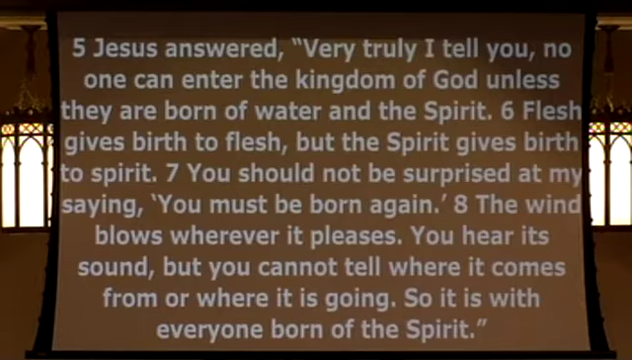 5 Jesus answered, “Very truly I tell you, no
one can enter the kingdom of God unless
they are born of water and the Spirit. 6 Flesh
gives birth to flesh, but the Spirit gives birth
to spirit. 7 You should not be surprised at my
saying, ‘You must be born again.’ 8 The wind
blows wherever it pleases. You hear its
sound, but you cannot tell where it comes
from or where it is going. So it is with
everyone born of the Spirit.”